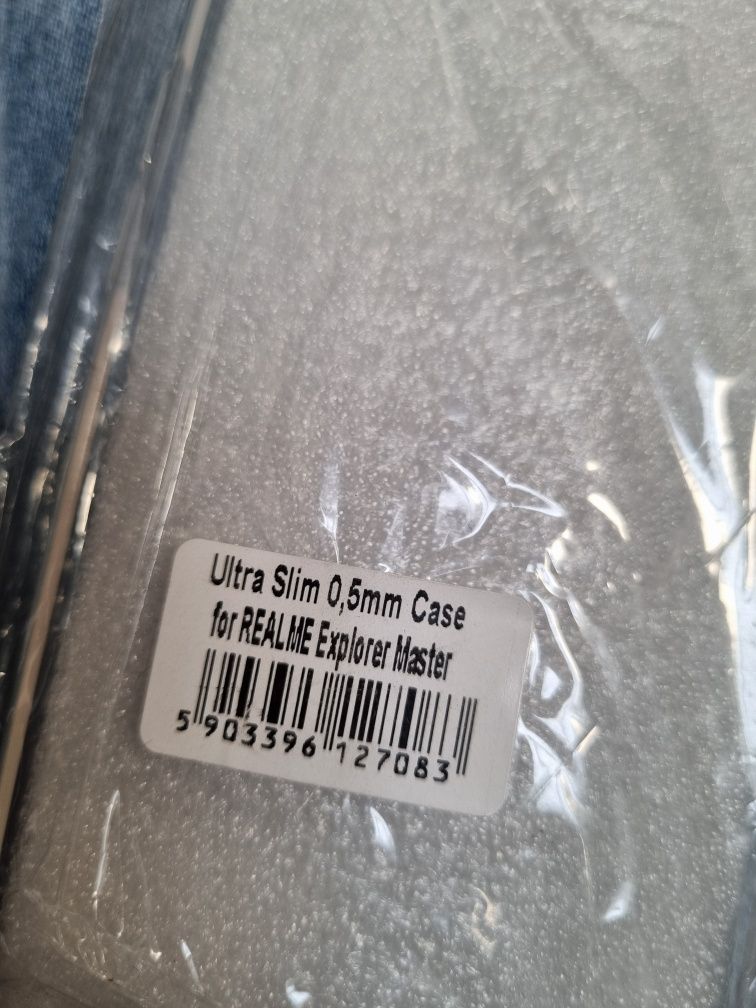 Ultra Slim 0,5mm Case
for REALME Explorer Master
5 903396 127083